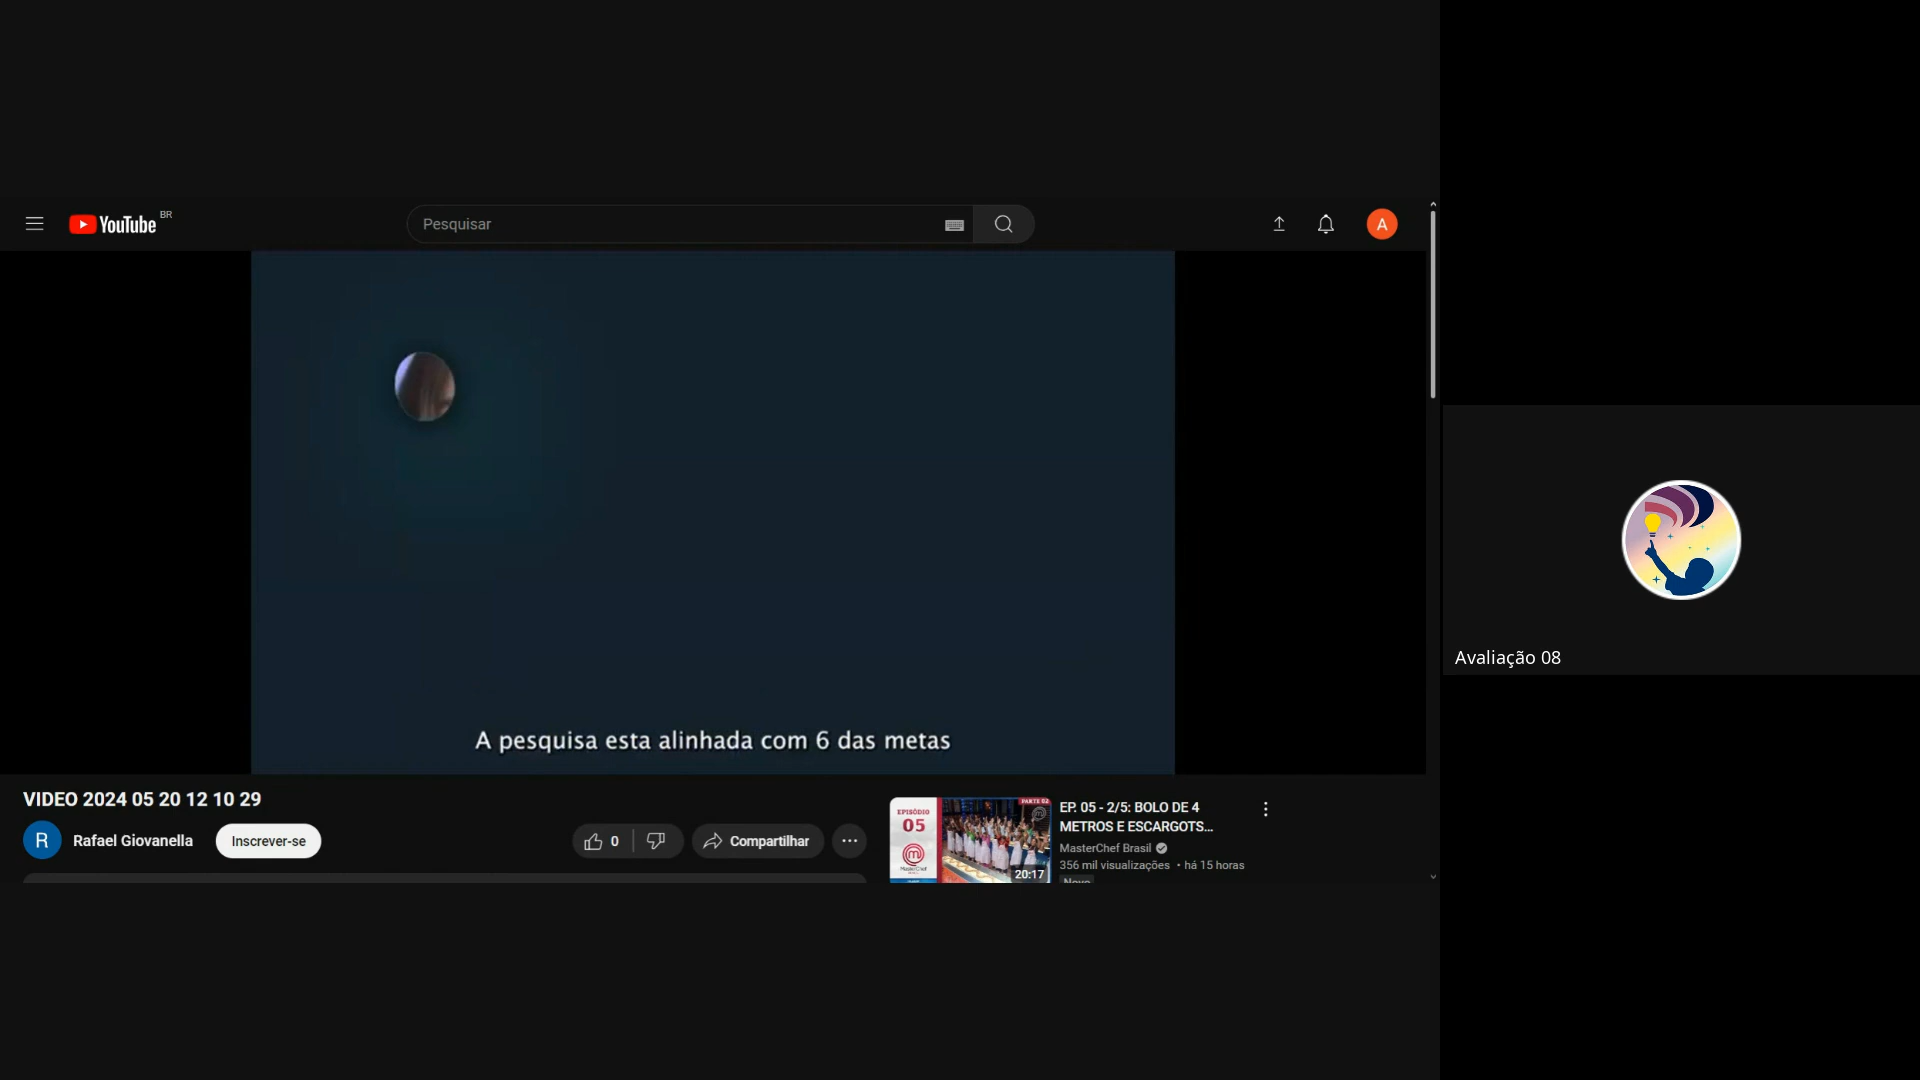 YouTube BR
Pesquisar
A
A pesquisa esta alinhada com 6 das metas
VIDEO 2024 05 20 12 10 29
R
Rafael Giovanella
Inscrever-se
0
Compartilhar
EPISÓDIO
05
MasterChef
PARTE 02
20:17
EP. 05 - 2/5: BOLO DE 4
METROS E ESCARGOTS...
MasterChef Brasil
356 mil visualizações • há 15 horas
Novo
Avaliação 08